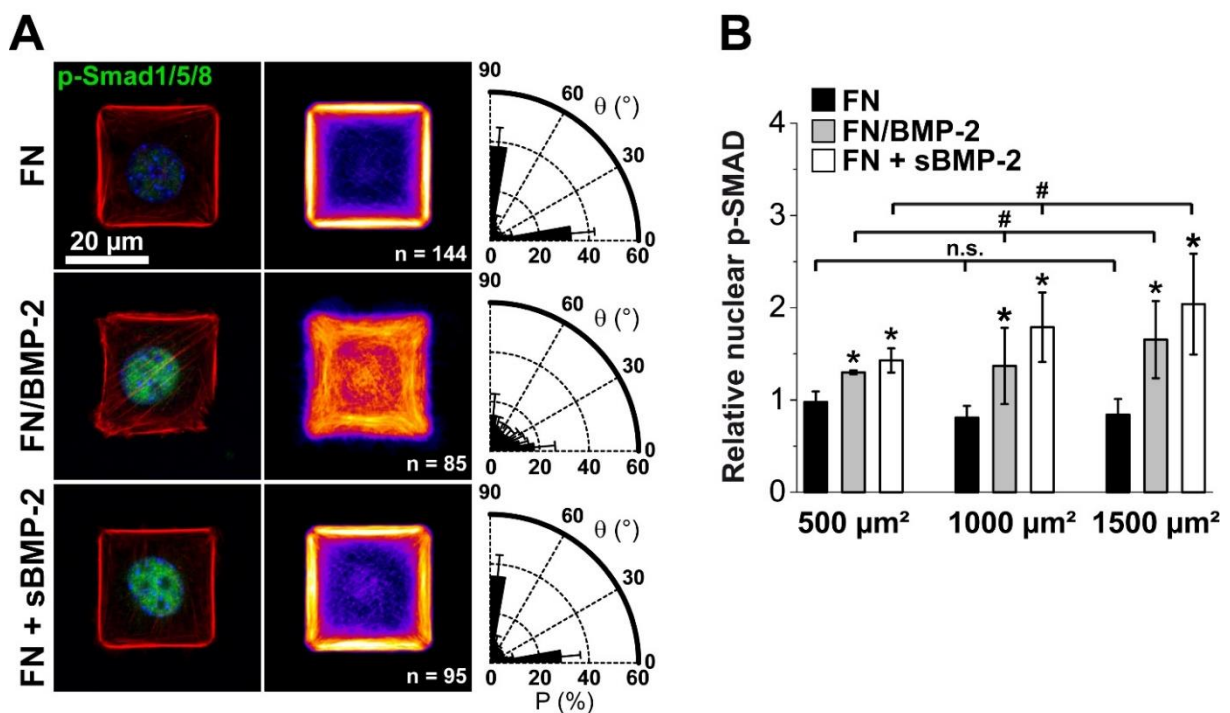 A
p-Smad1/5/8
FN
20 µm
n = 144
90
60
θ (°)
30
0
0 20 40 60
FN/BMP-2
n = 85
90
60
θ (°)
30
0
0 20 40 60
FN + sBMP-2
n = 95
90
60
θ (°)
30
0
0 20 40 60
P (%)
B
FN
FN/BMP-2
FN + sBMP-2
Relative nuclear p-SMAD
4
3
2
1
0
#
#
n.s.
* *
* *
* *
500 µm² 1000 µm² 1500 µm²